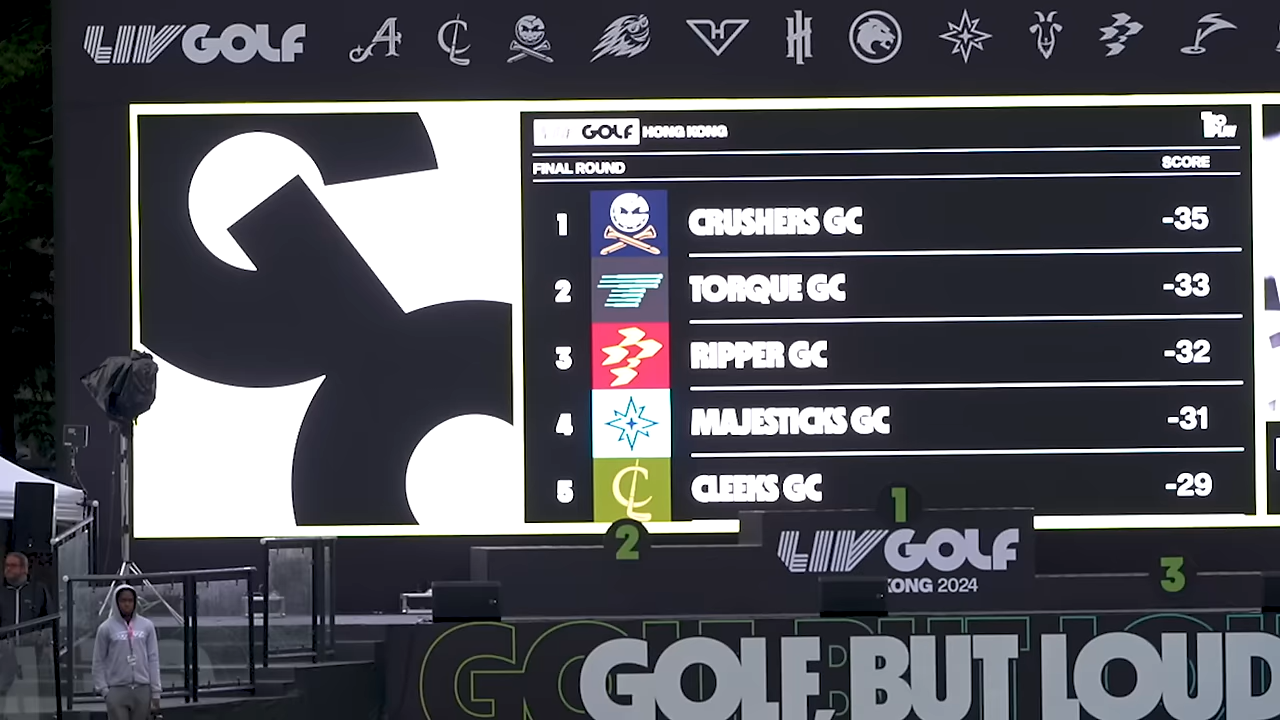 LIV GOLF
LIV GOLF HONG KONG
FINAL ROUND SCORE
1 CRUSHERS GC -35
2 TORQUE GC -33
3 RIPPER GC -32
4 MAJESTICKS GC -31
5 CLEEKS GC -29
1
2
LIV GOLF
KONG 2024
3
GOLF, BUT LOUD